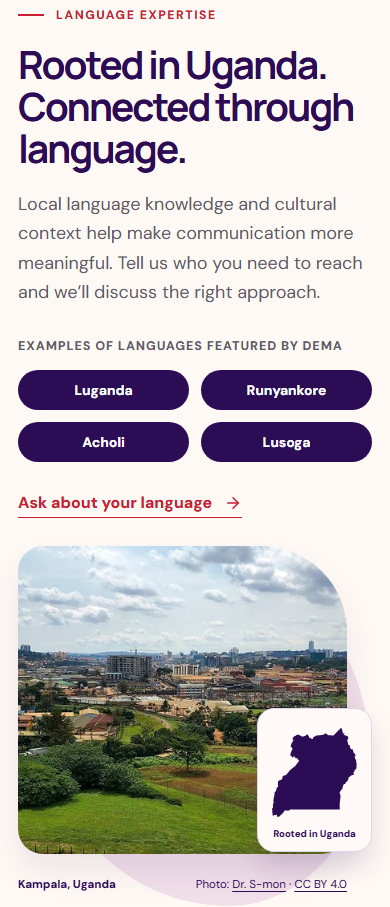 LANGUAGE EXPERTISE
Rooted in Uganda.
Connected through
language.
Local language knowledge and cultural
context help make communication more
meaningful. Tell us who you need to reach
and we’ll discuss the right approach.
EXAMPLES OF LANGUAGES FEATURED BY DEMA
Luganda
Runyankore
Acholi
Lusoga
Ask about your language →
Rooted in Uganda
Kampala, Uganda
Photo: Dr. S-mon · CC BY 4.0